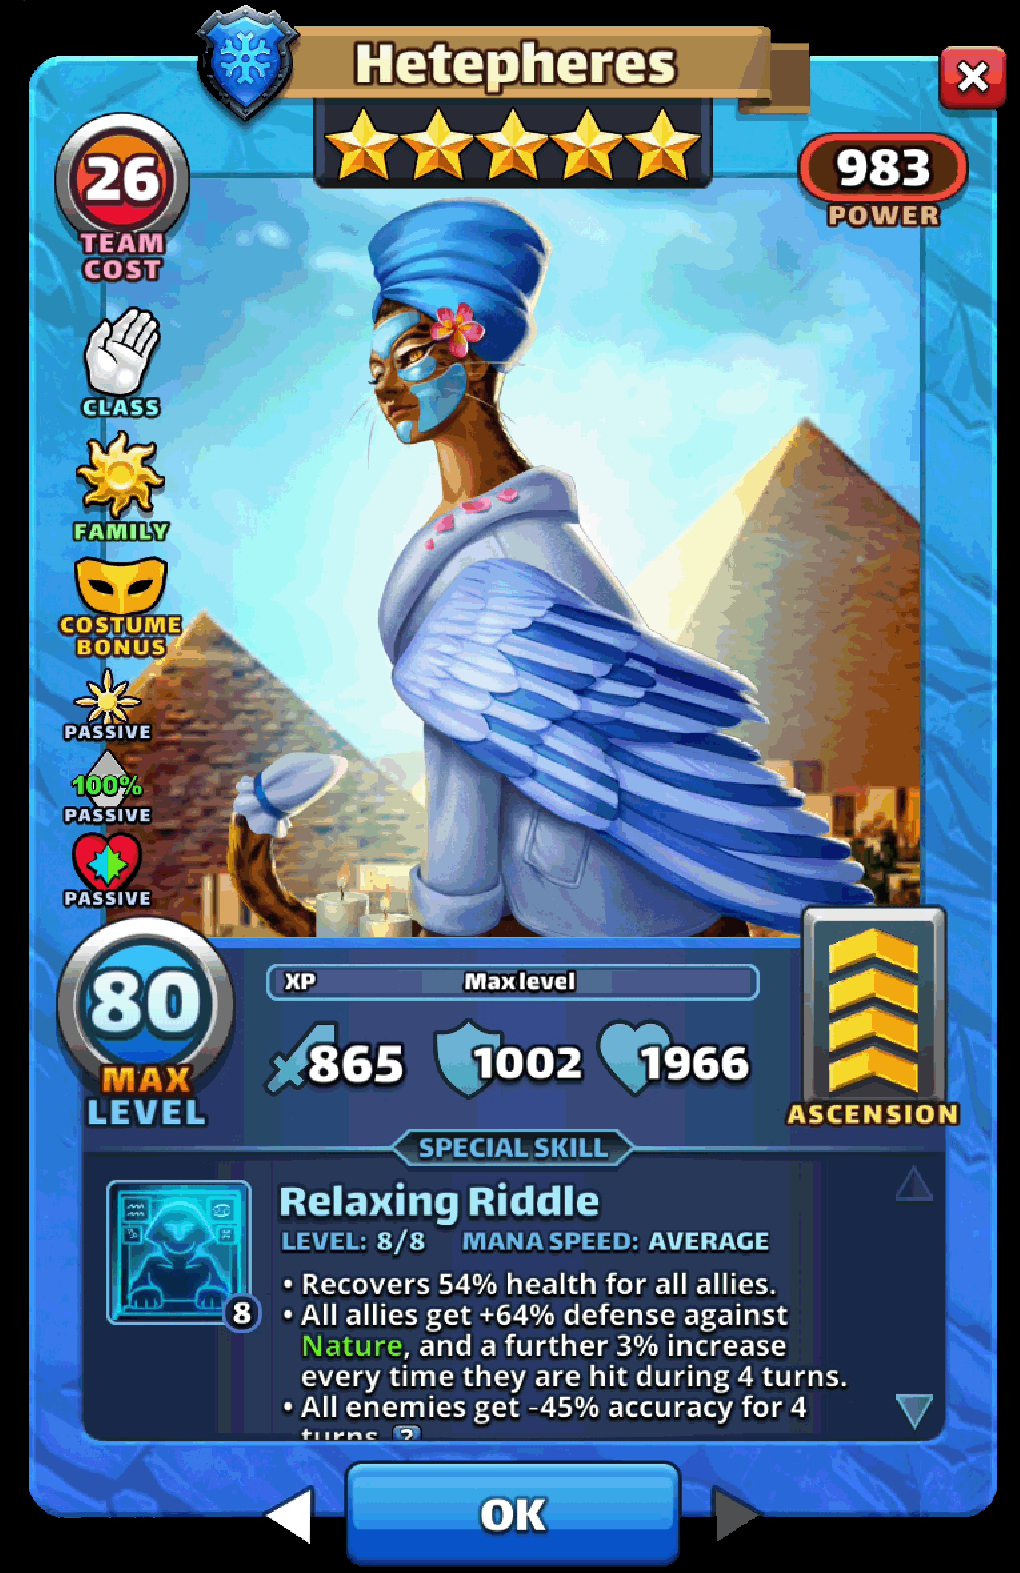 Hetepheres
26
TEAM
COST
983
POWER
CLASS
FAMILY
COSTUME
BONUS
PASSIVE
100%
PASSIVE
PASSIVE
80
MAX
LEVEL
XP Max level
865 1002 1966
ASCENSION
SPECIAL SKILL
Relaxing Riddle
LEVEL: 8/8 MANA SPEED: AVERAGE
8
• Recovers 54% health for all allies.
• All allies get +64% defense against
Nature, and a further 3% increase
every time they are hit during 4 turns.
• All enemies get -45% accuracy for 4
turns. ?
OK